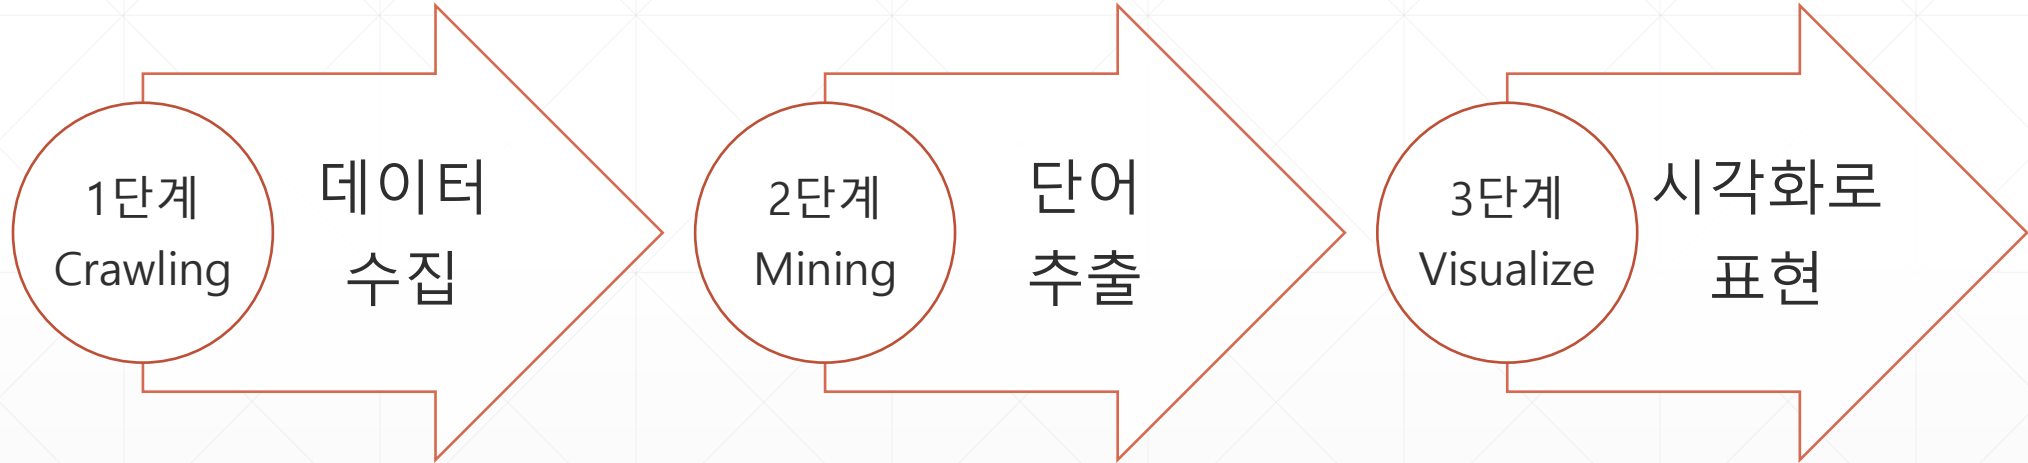 1단계
Crawling
데이터
수집
2단계
Mining
단어
추출
3단계
Visualize
시각화로
표현